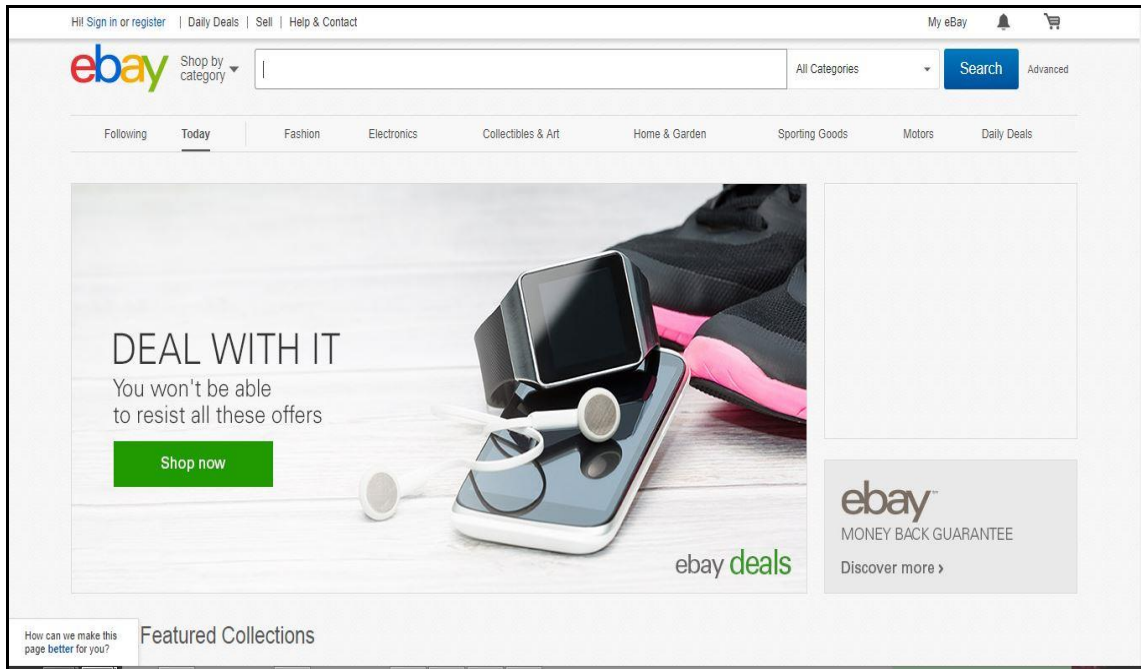 Hi! Sign in or register | Daily Deals | Sell | Help & Contact My eBay
ebay Shop by category All Categories Search Advanced
Following Today Fashion Electronics Collectibles & Art Home & Garden Sporting Goods Motors Daily Deals
DEAL WITH IT
You won't be able
to resist all these offers
Shop now
ebay deals
ebay™
MONEY BACK GUARANTEE
Discover more ›
How can we make this
page better for you?
Featured Collections